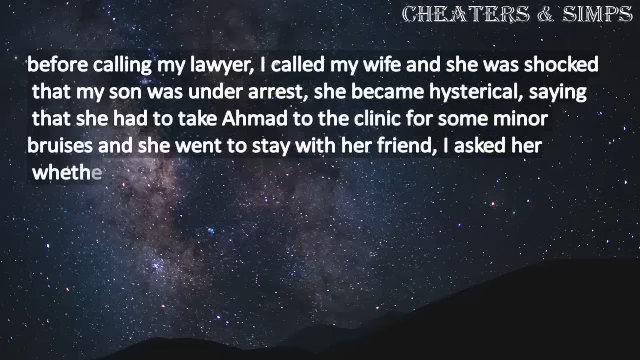 CHEATERS & SIMPS
before calling my lawyer, I called my wife and she was shocked
that my son was under arrest, she became hysterical, saying
that she had to take Ahmad to the clinic for some minor
bruises and she went to stay with her friend, I asked her
whethe